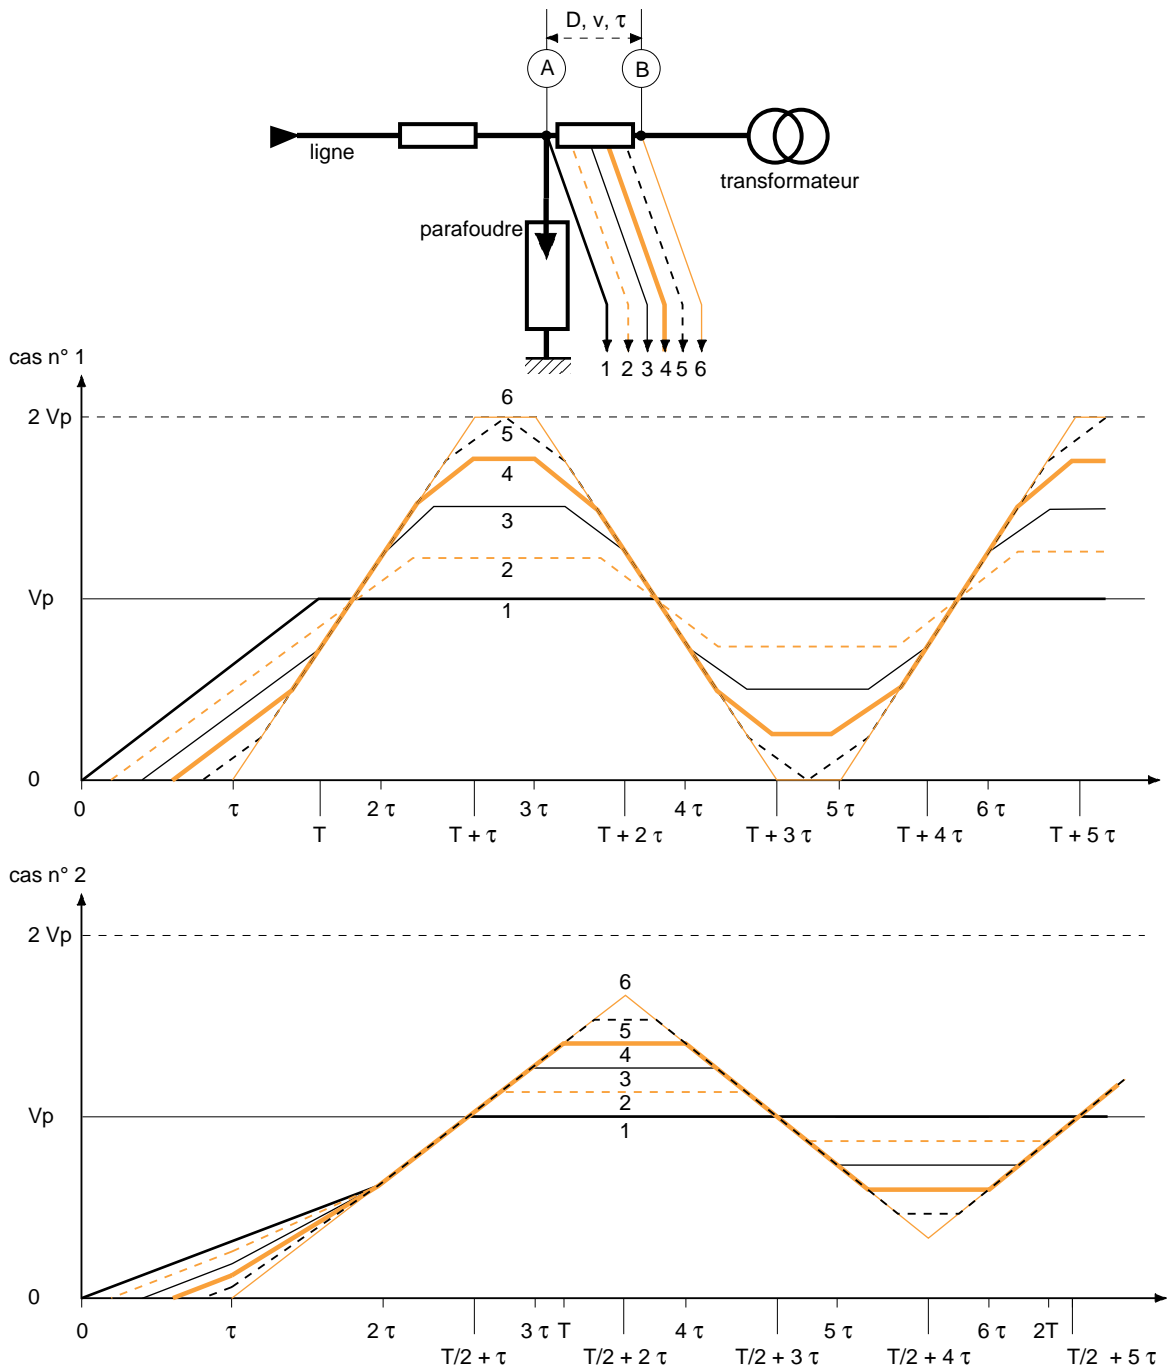 D, v, τ
A B
ligne
transformateur
parafoudre
1 2 3 4 5 6
cas n° 1
2 Vp
6
5
4
3
2
Vp
1
0
0 τ 2 τ 3 τ 4 τ 5 τ 6 τ
T T + τ T + 2 τ T + 3 τ T + 4 τ T + 5 τ
cas n° 2
2 Vp
6
5
4
3
2
Vp
1
0
0 τ 2 τ 3 τ T 4 τ 5 τ 6 τ 2T
T/2 + τ T/2 + 2 τ T/2 + 3 τ T/2 + 4 τ T/2 + 5 τ